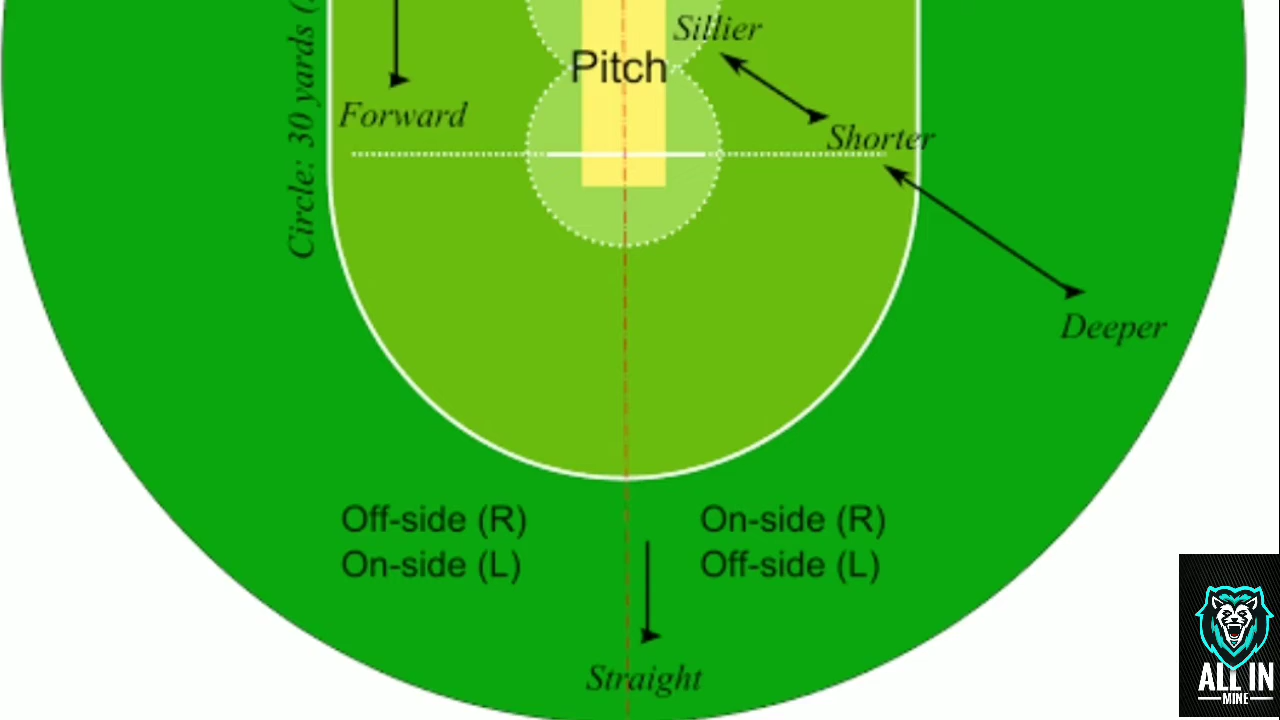 Sillier
Pitch
Forward
Shorter
Circle: 30 yards (
Deeper
Off-side (R)
On-side (R)
On-side (L)
Off-side (L)
Straight
ALL IN
MINE